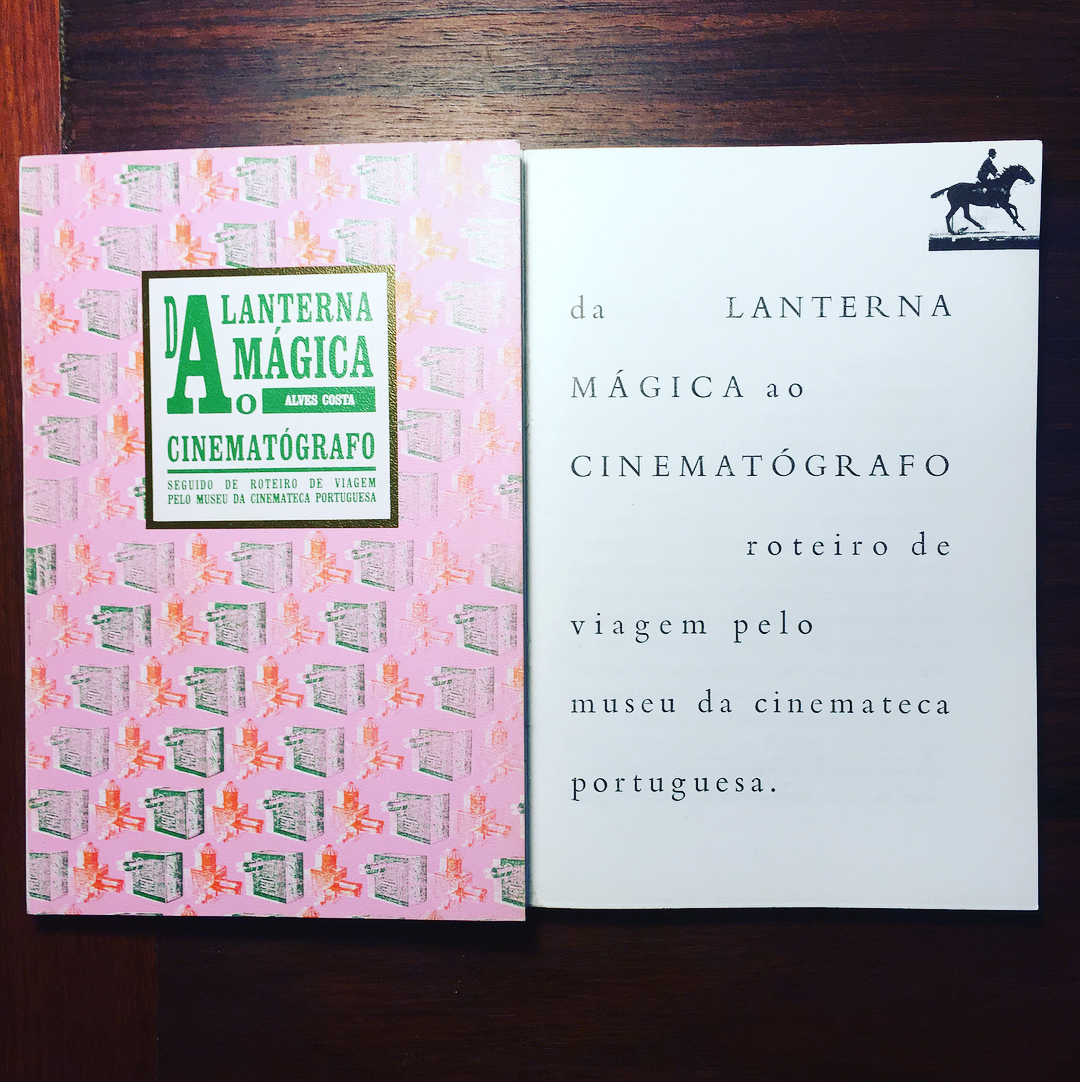 DA LANTERNA
MÁGICA
AO ALVES COSTA
CINEMATÓGRAFO
SEGUIDO DE ROTEIRO DE VIAGEM
PELO MUSEU DA CINEMATECA PORTUGUESA
da LANTERNA
MÁGICA ao
CINEMATÓGRAFO
roteiro de
viagem pelo
museu da cinemateca
portuguesa.